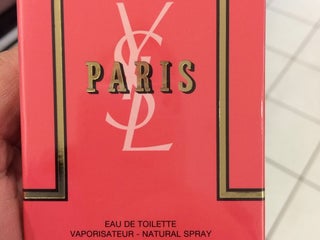 YSL
PARIS
EAU DE TOILETTE
VAPORISATEUR - NATURAL SPRAY